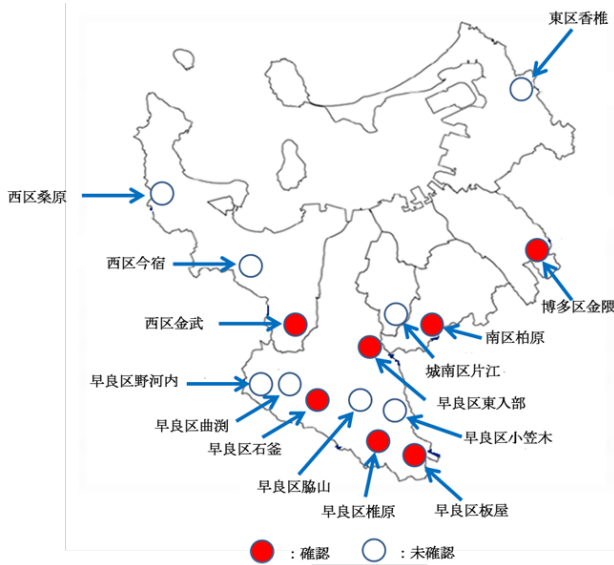 東区香椎
西区桑原
西区今宿
博多区金隈
西区金武
南区柏原
城南区片江
早良区野河内
早良区東入部
早良区曲渕
早良区小笠木
早良区石釜
早良区脇山
早良区椎原
早良区板屋
：確認
：未確認